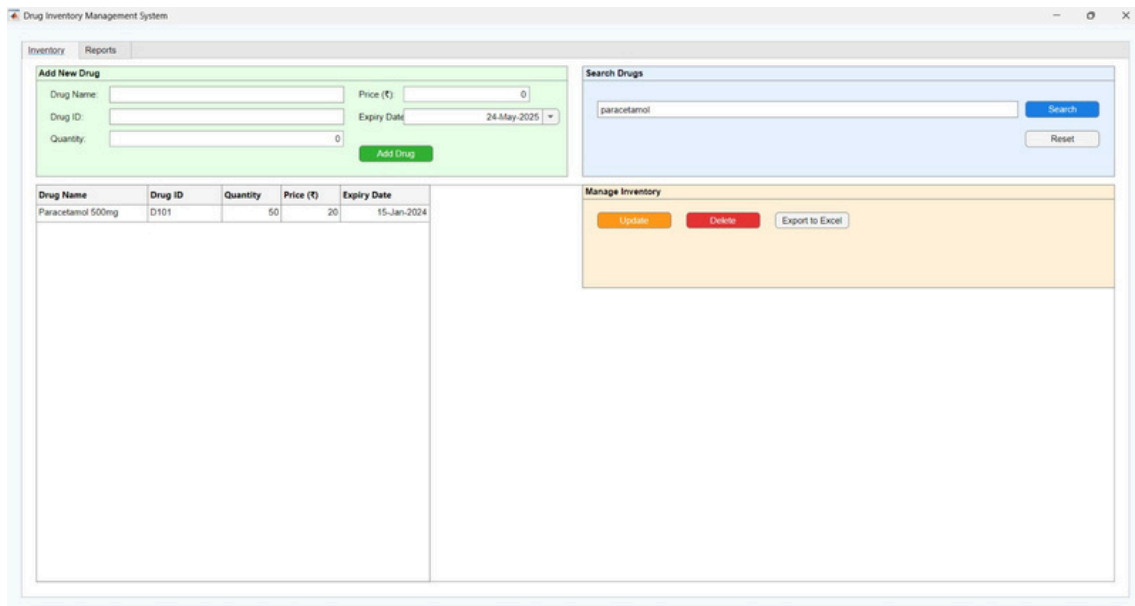 Drug Inventory Management System
Inventory Reports
Add New Drug
Drug Name:
Price (₹)
0
Drug ID:
Expiry Date
24-May-2025
Quantity:
0
Add Drug
Search Drugs
paracetamol
Search
Reset
Drug Name Drug ID Quantity Price (₹) Expiry Date
Paracetamol 500mg D101 50 20 15-Jan-2024
Manage Inventory
Update Delete Export to Excel